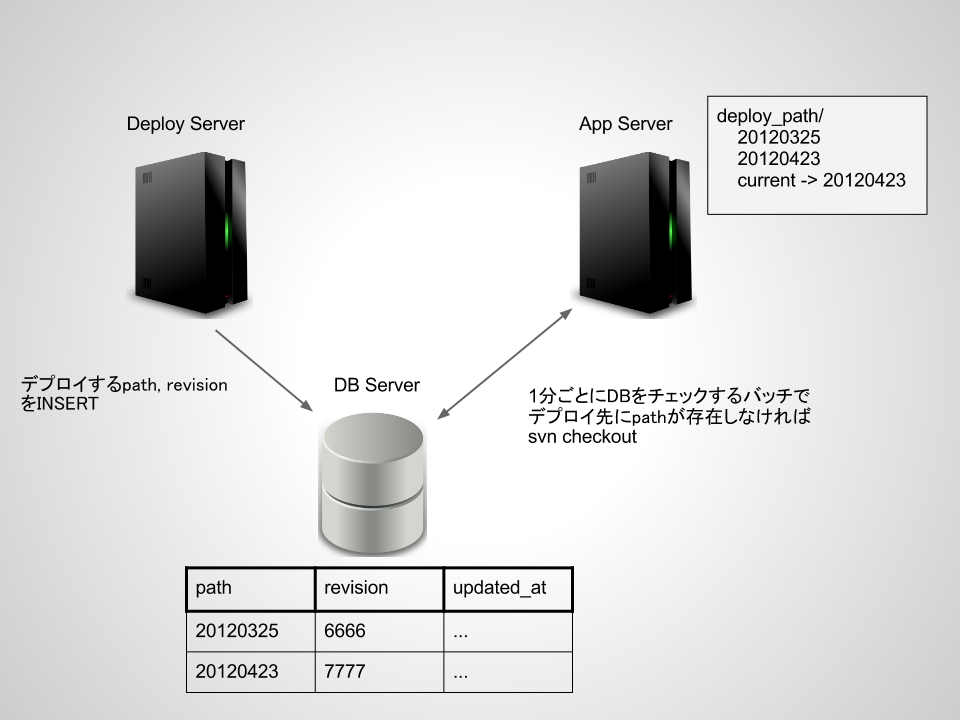 Deploy Server
App Server
deploy_path/
20120325
20120423
current -> 20120423
デプロイするpath, revision
をINSERT
DB Server
1分ごとにDBをチェックするバッチで
デプロイ先にpathが存在しなければ
svn checkout
path revision updated_at
20120325 6666 ...
20120423 7777 ...